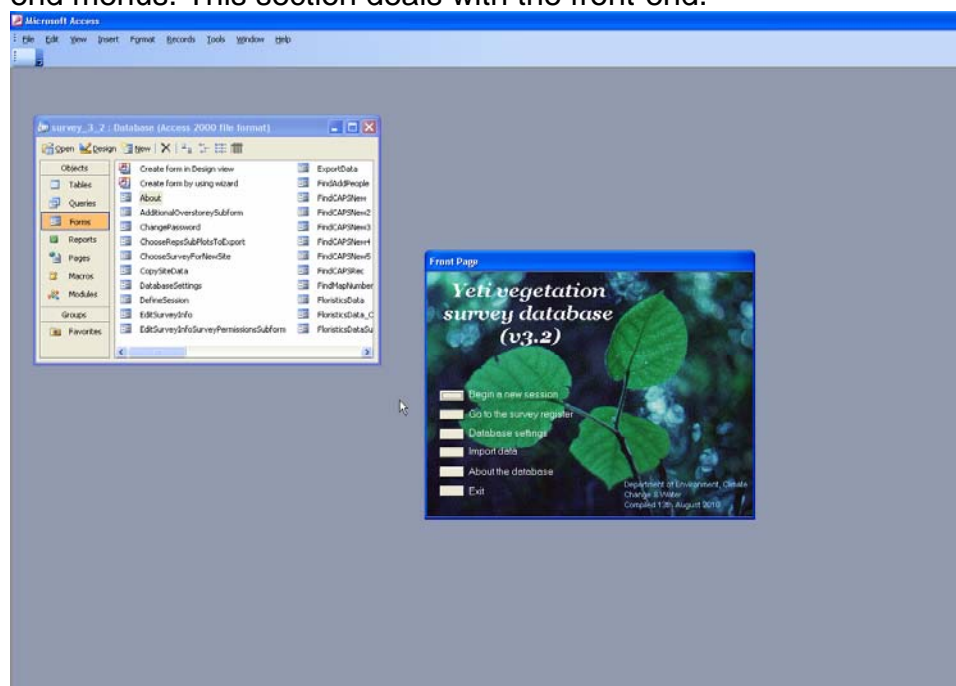 end menus. This section deals with the front-end.
Microsoft Access
File Edit View Insert Format Records Tools Window Help
survey_3_2 : Database (Access 2000 file format)
Open Design New
Objects
Tables
Queries
Forms
Reports
Pages
Macros
Modules
Groups
Favorites
Create form in Design view
Create form by using wizard
About
AdditionalOverstoreySubform
ChangePassword
ChooseRepsSubPlotsToExport
ChooseSurveyForNewSite
CopySiteData
DatabaseSettings
DefineSession
EditSurveyInfo
EditSurveyInfoSurveyPermissionsSubform
ExportData
FindAddPeople
FindCAPSNew
FindCAPSNew2
FindCAPSNew3
FindCAPSNew4
FindCAPSNew5
FindCAPSRec
FindMapNumber
FloristicsData
FloristicsData_C
FloristicsDataSu
Front Page
Yeti vegetation
survey database
(v3.2)
Begin a new session
Go to the survey register
Database settings
Import data
About the database
Exit
Department of Environment, Climate
Change & Water
Compiled 13th August 2010